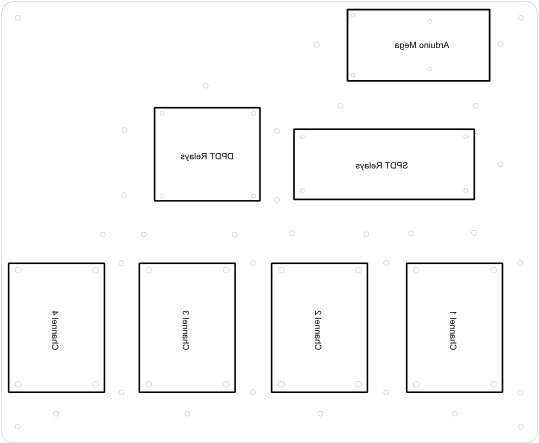 Arduino Mega
DPDT Relays
SPDT Relays
Channel 4
Channel 3
Channel 2
Channel 1